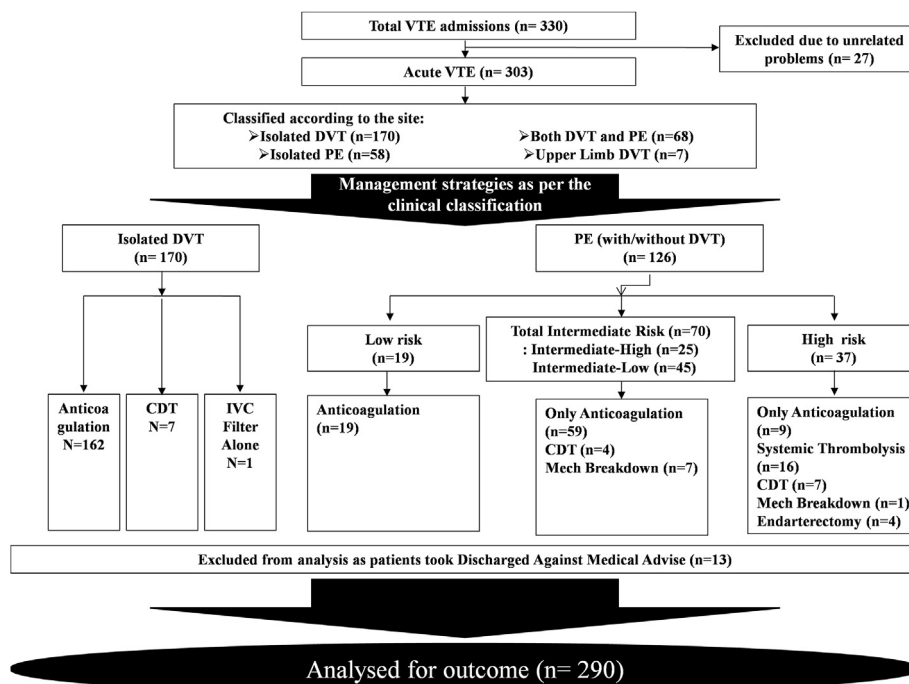 Total VTE admissions (n= 330)
Excluded due to unrelated
problems (n= 27)
Acute VTE (n= 303)
Classified according to the site:
➢Isolated DVT (n=170)
➢Both DVT and PE (n=68)
➢Isolated PE (n=58)
➢Upper Limb DVT (n=7)
Management strategies as per the
clinical classification
Isolated DVT
(n= 170)
PE (with/without DVT)
(n= 126)
Low risk
(n=19)
Total Intermediate Risk (n=70)
: Intermediate-High (n=25)
Intermediate-Low (n=45)
High risk
(n= 37)
Anticoa
gulation
N=162
CDT
N=7
IVC
Filter
Alone
N=1
Anticoagulation
(n=19)
Only Anticoagulation
(n=59)
CDT (n=4)
Mech Breakdown (n=7)
Only Anticoagulation
(n=9)
Systemic Thrombolysis
(n=16)
CDT (n=7)
Mech Breakdown (n=1)
Endarterectomy (n=4)
Excluded from analysis as patients took Discharged Against Medical Advise (n=13)
Analysed for outcome (n= 290)